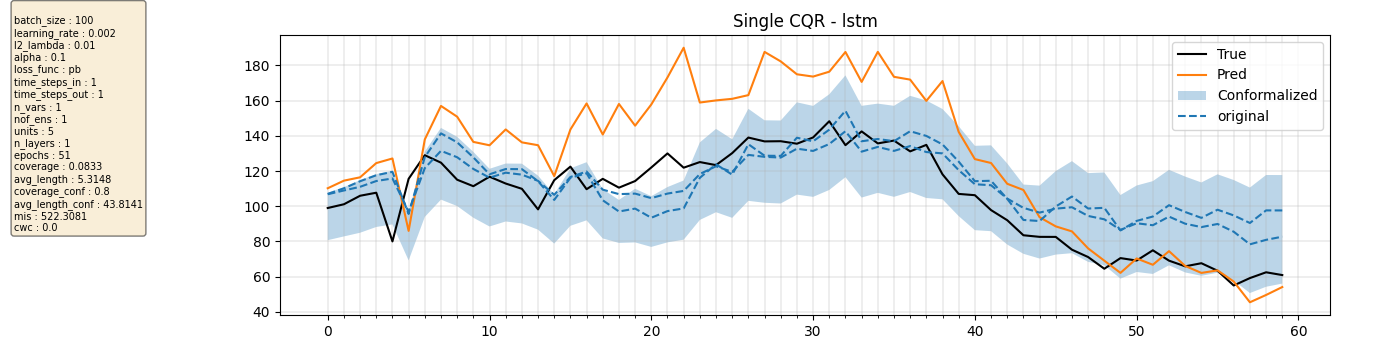 batch_size : 100
learning_rate : 0.002
l2_lambda : 0.01
alpha : 0.1
loss_func : pb
time_steps_in : 1
time_steps_out : 1
n_vars : 1
nof_ens : 1
units : 5
n_layers : 1
epochs : 51
coverage : 0.0833
avg_length : 5.3148
coverage_conf : 0.8
avg_length_conf : 43.8141
mis : 522.3081
cwc : 0.0
Single CQR - lstm
True
Pred
Conformalized
original
180
160
140
120
100
80
60
40
0
10
20
30
40
50
60